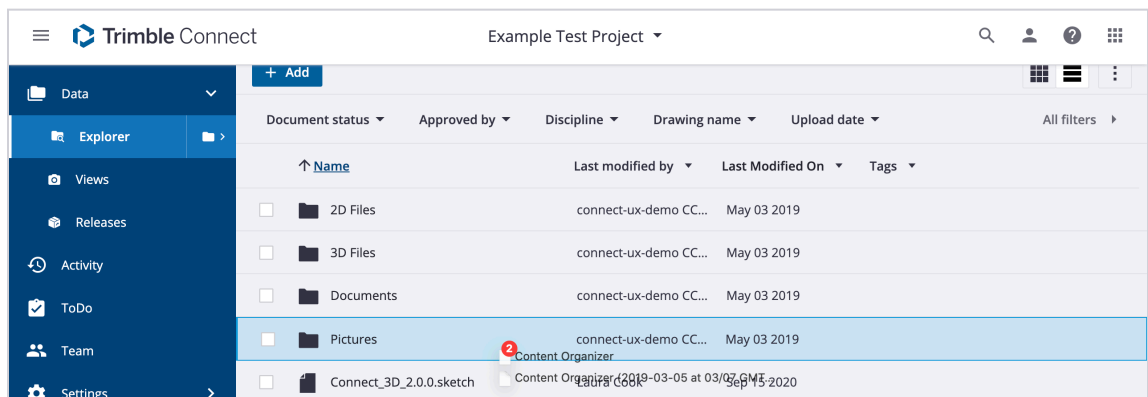 Trimble Connect
Example Test Project
Data
+ Add
Document status
Approved by
Discipline
Drawing name
Upload date
All filters
Explorer
Name
Last modified by
Last Modified On
Tags
Views
2D Files
connect-ux-demo CC...
May 03 2019
Releases
3D Files
connect-ux-demo CC...
May 03 2019
Activity
Documents
connect-ux-demo CC...
May 03 2019
ToDo
Pictures
connect-ux-demo CC...
May 03 2019
Team
2
Content Organizer
Connect_3D_2.0.0.sketch
Content Organizer (2019-03-05 at 03/07 GMT...
Laura Cook
Sep 15 2020
Settings